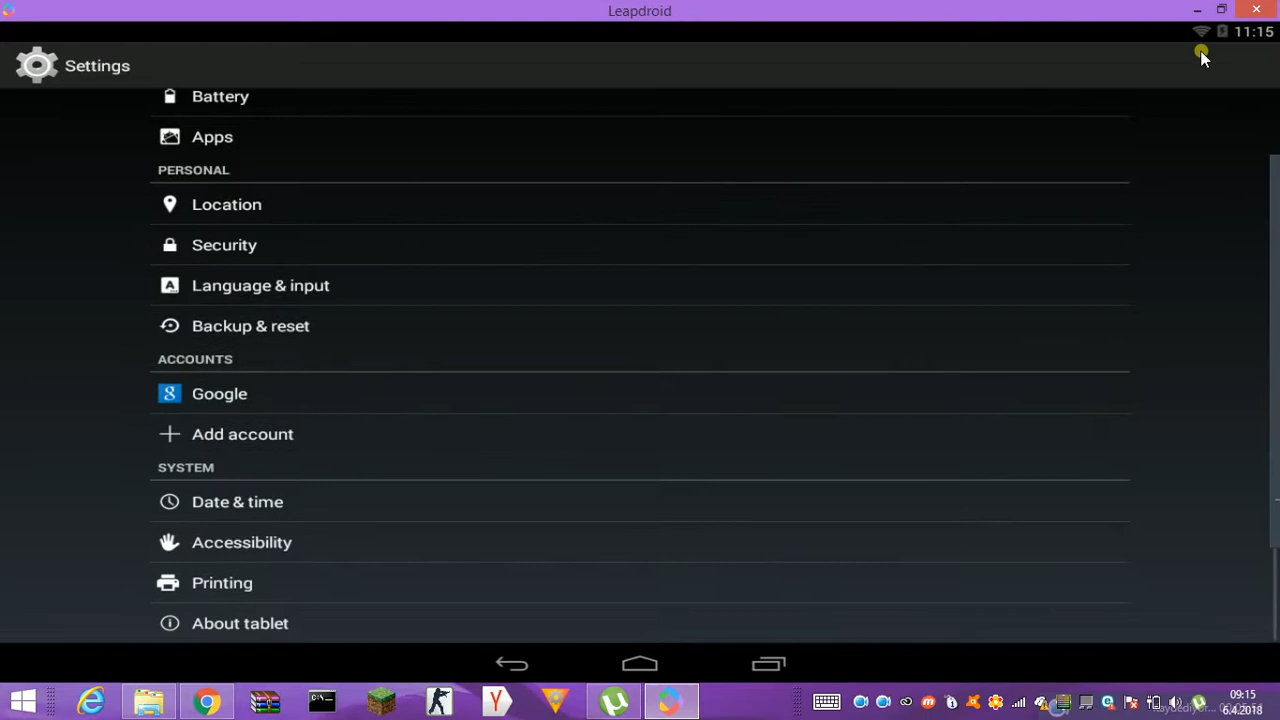 Leapdroid
11:15
Settings
Battery
Apps
PERSONAL
Location
Security
Language & input
Backup & reset
ACCOUNTS
Google
Add account
SYSTEM
Date & time
Accessibility
Printing
About tablet
09:15
6.4.2018